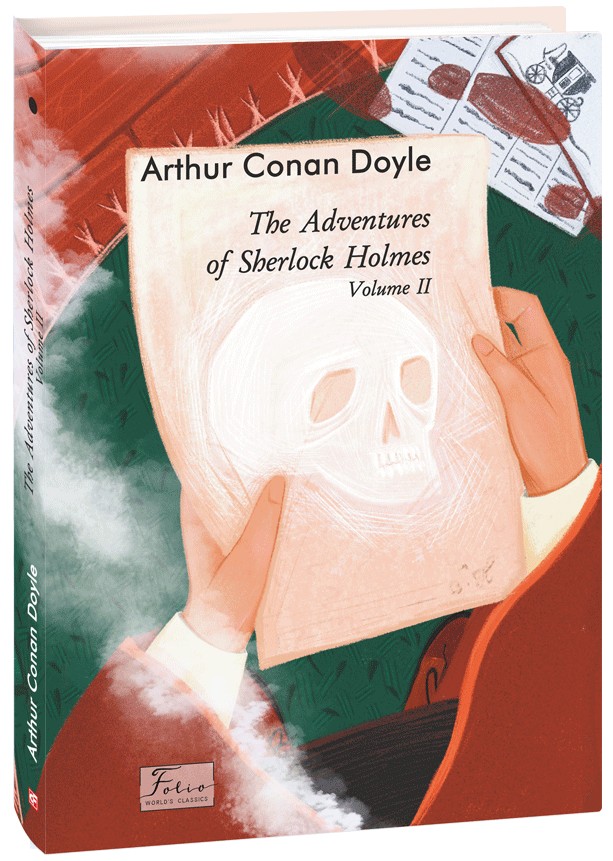 Arthur Conan Doyle
The Adventures
of Sherlock Holmes
Volume II
Folio
WORLD'S CLASSICS
The Adventures of Sherlock Holmes
Volume II
Arthur Conan Doyle